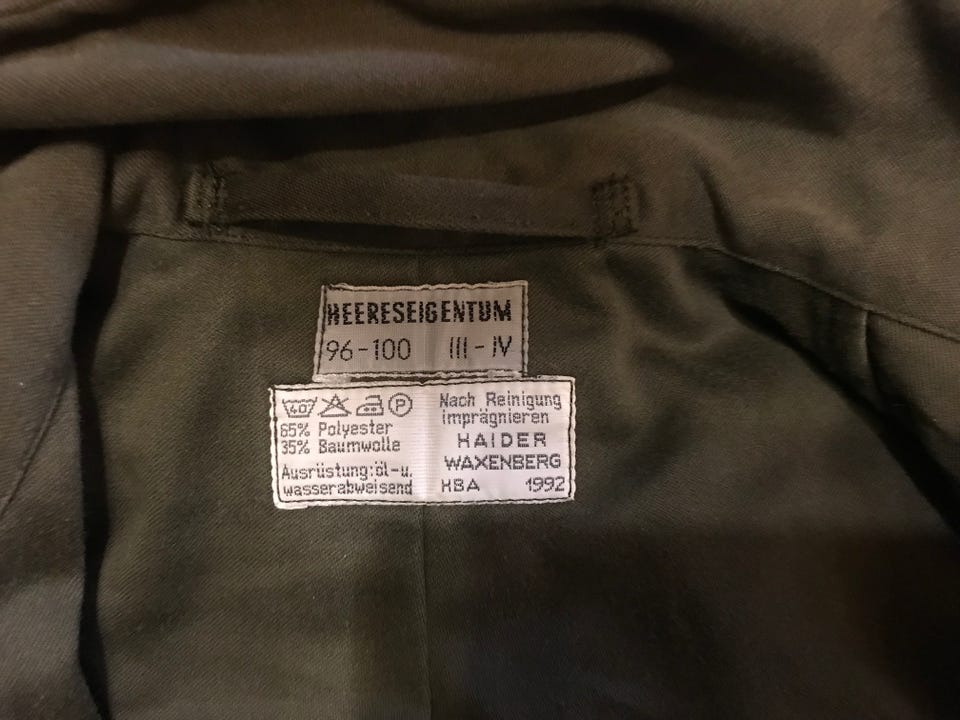 HEERESEIGENTUM
96-100 III-IV
40 P
65% Polyester
35% Baumwolle
Ausrüstung:öl-u.
wasserabweisend
Nach Reinigung
imprägnieren
HAIDER
WAXENBERG
HBA 1992